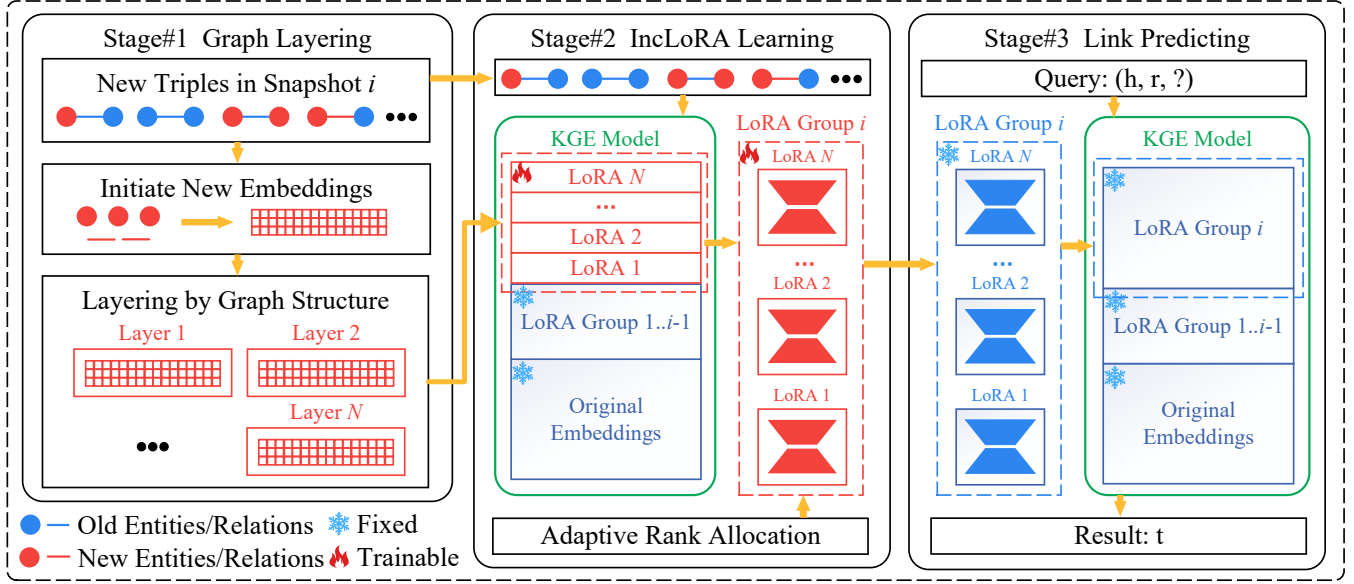 Stage#1 Graph Layering
New Triples in Snapshot i
•••
Initiate New Embeddings
Layering by Graph Structure
Layer 1
Layer 2
Layer N
•••
Old Entities/Relations
Fixed
New Entities/Relations
Trainable
Stage#2 IncLoRA Learning
•••
KGE Model
LoRA N
...
LoRA 2
LoRA 1
LoRA Group 1..i-1
Original
Embeddings
LoRA Group i
LoRA N
...
LoRA 2
LoRA 1
Adaptive Rank Allocation
Stage#3 Link Predicting
Query: (h, r, ?)
LoRA Group i
LoRA N
...
LoRA 2
LoRA 1
KGE Model
LoRA Group i
LoRA Group 1..i-1
Original
Embeddings
Result: t